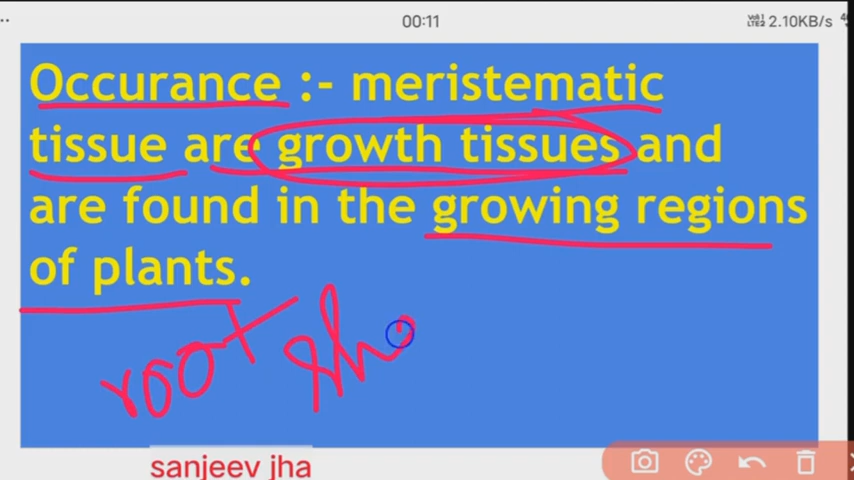 00:11
2.10KB/s
Occurance :- meristematic
tissue are growth tissues and
are found in the growing regions
of plants.
root sho
sanjeev jha